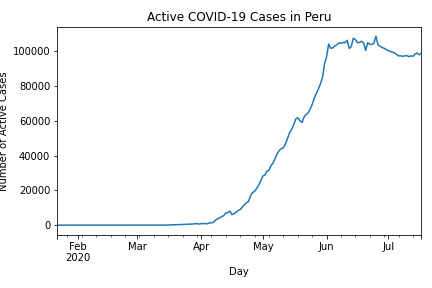 Active COVID-19 Cases in Peru
Number of Active Cases
100000
80000
60000
40000
20000
0
Feb Mar Apr May Jun Jul
2020
Day